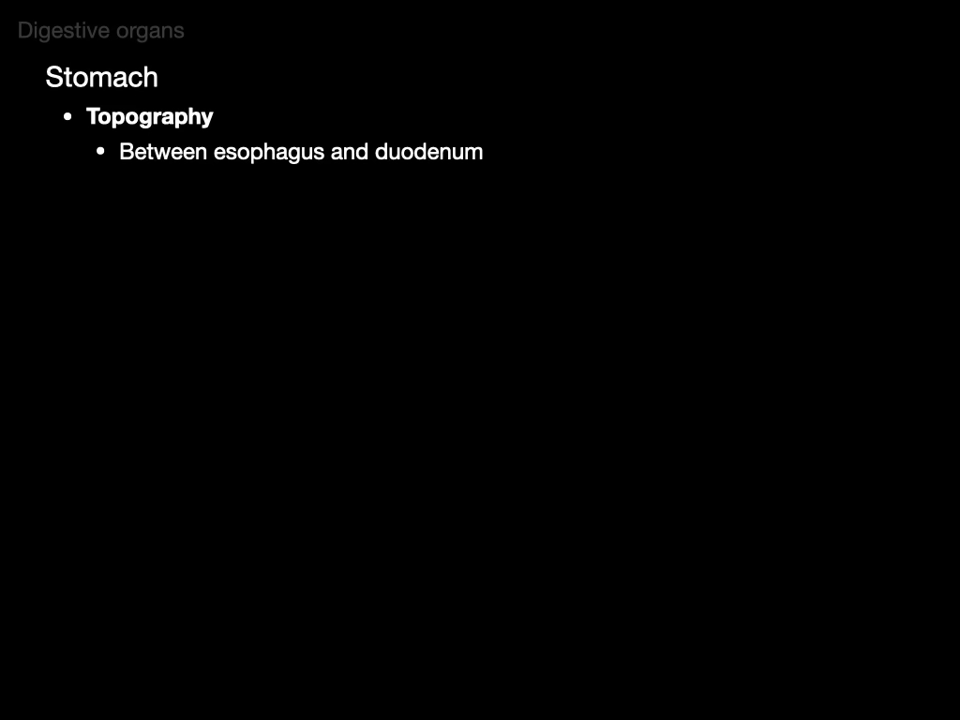 Digestive organs
Stomach
• Topography
• Between esophagus and duodenum